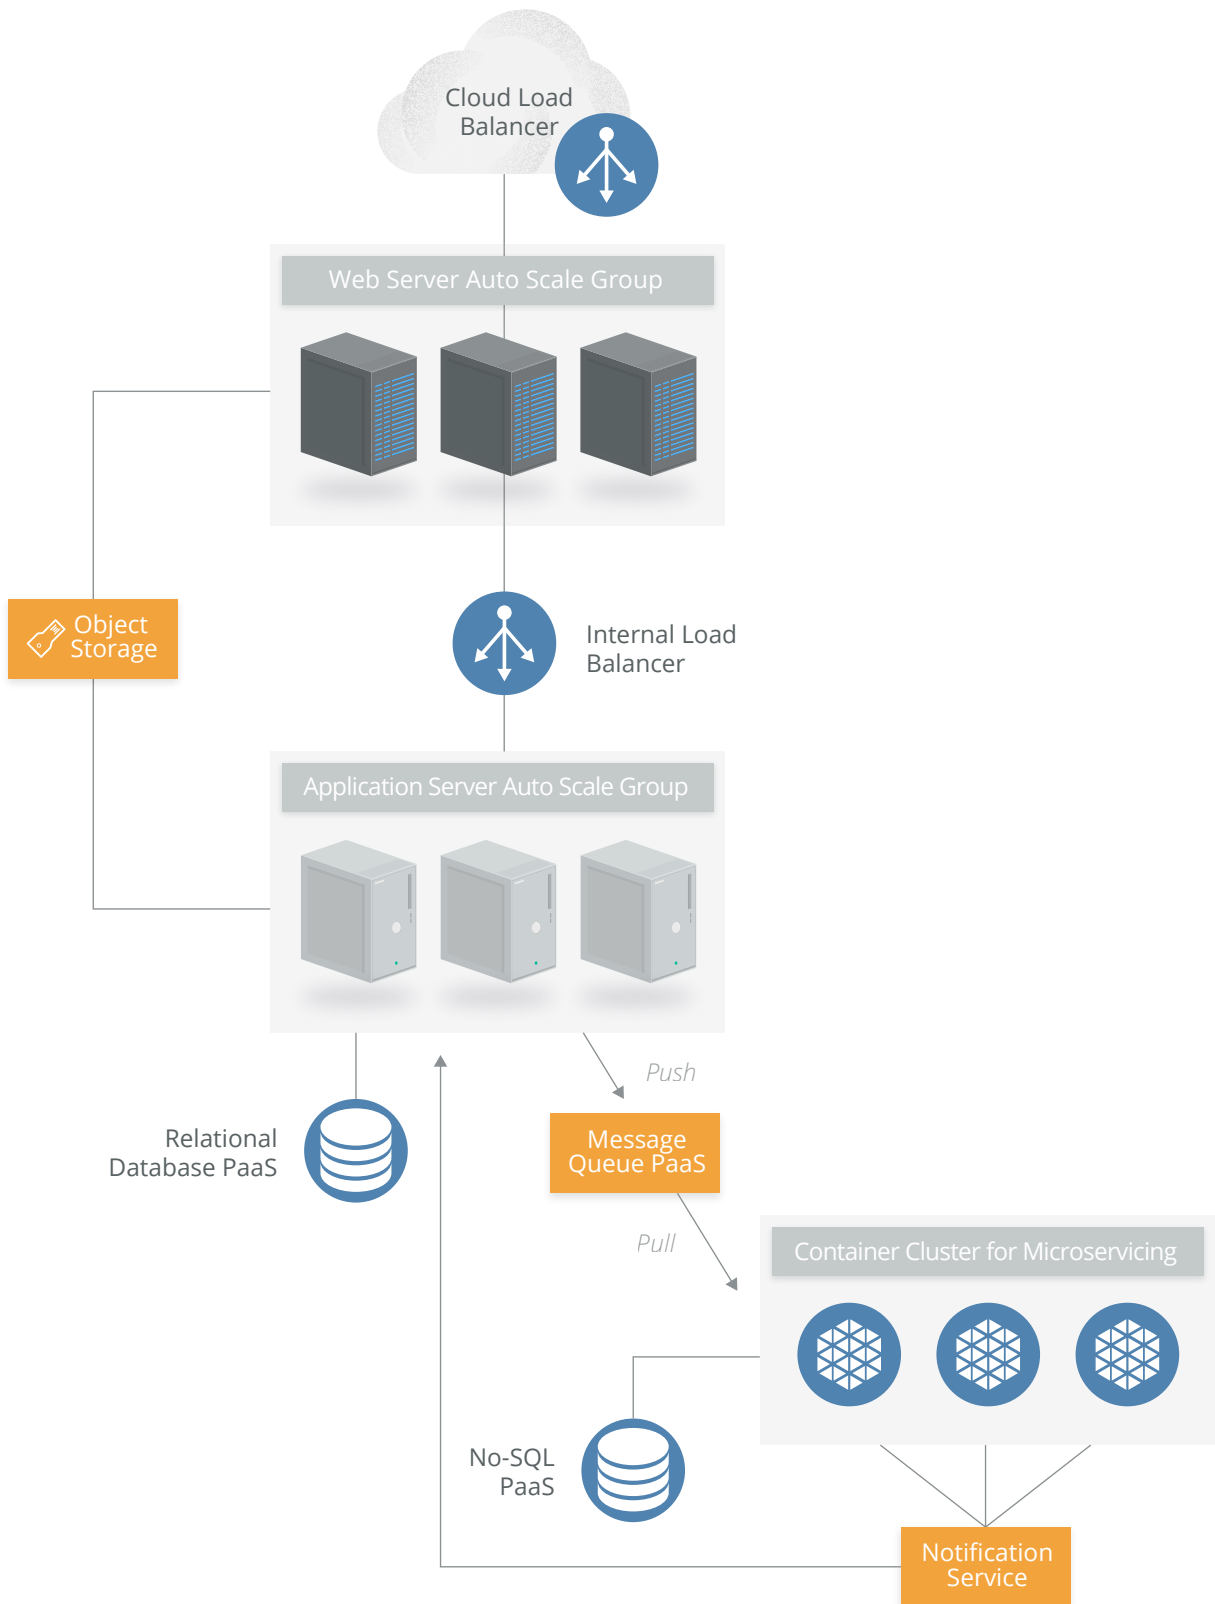 Cloud Load
Balancer
Web Server Auto Scale Group
Object
Storage
Internal Load
Balancer
Application Server Auto Scale Group
Push
Relational
Database PaaS
Message
Queue PaaS
Pull
Container Cluster for Microservicing
No-SQL
PaaS
Notification
Service